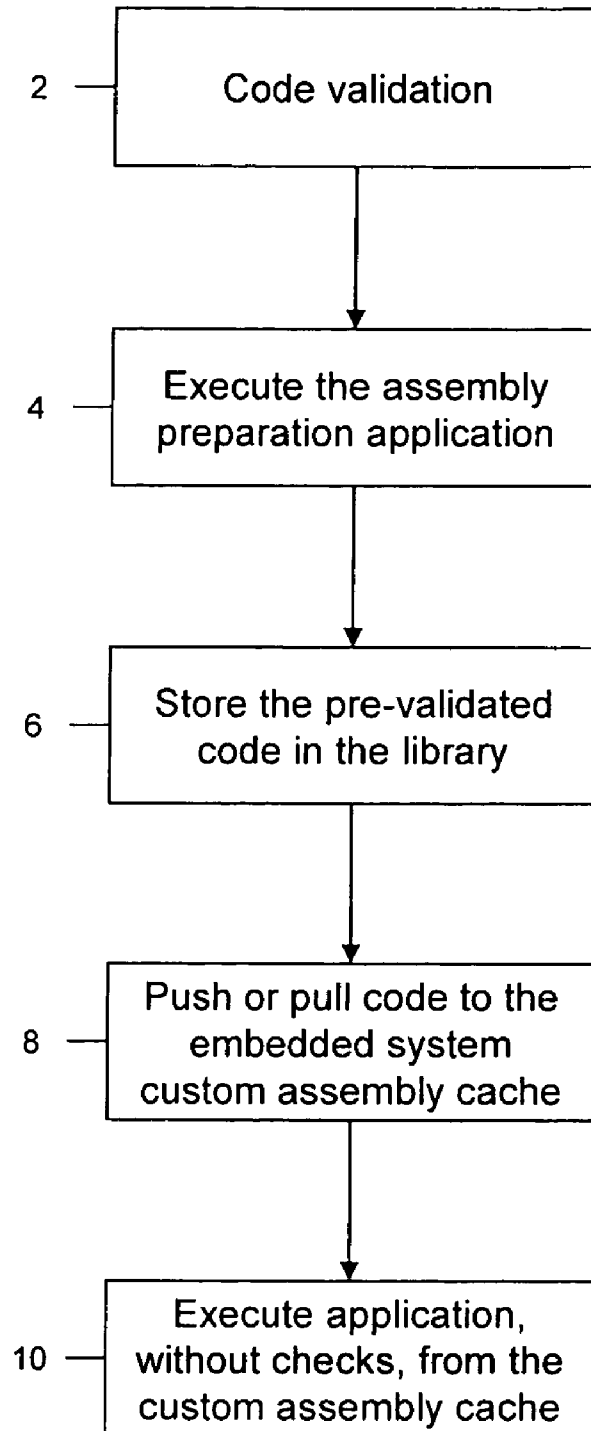 2
Code validation
4
Execute the assembly
preparation application
6
Store the pre-validated
code in the library
8
Push or pull code to the
embedded system
custom assembly cache
10
Execute application,
without checks, from the
custom assembly cache